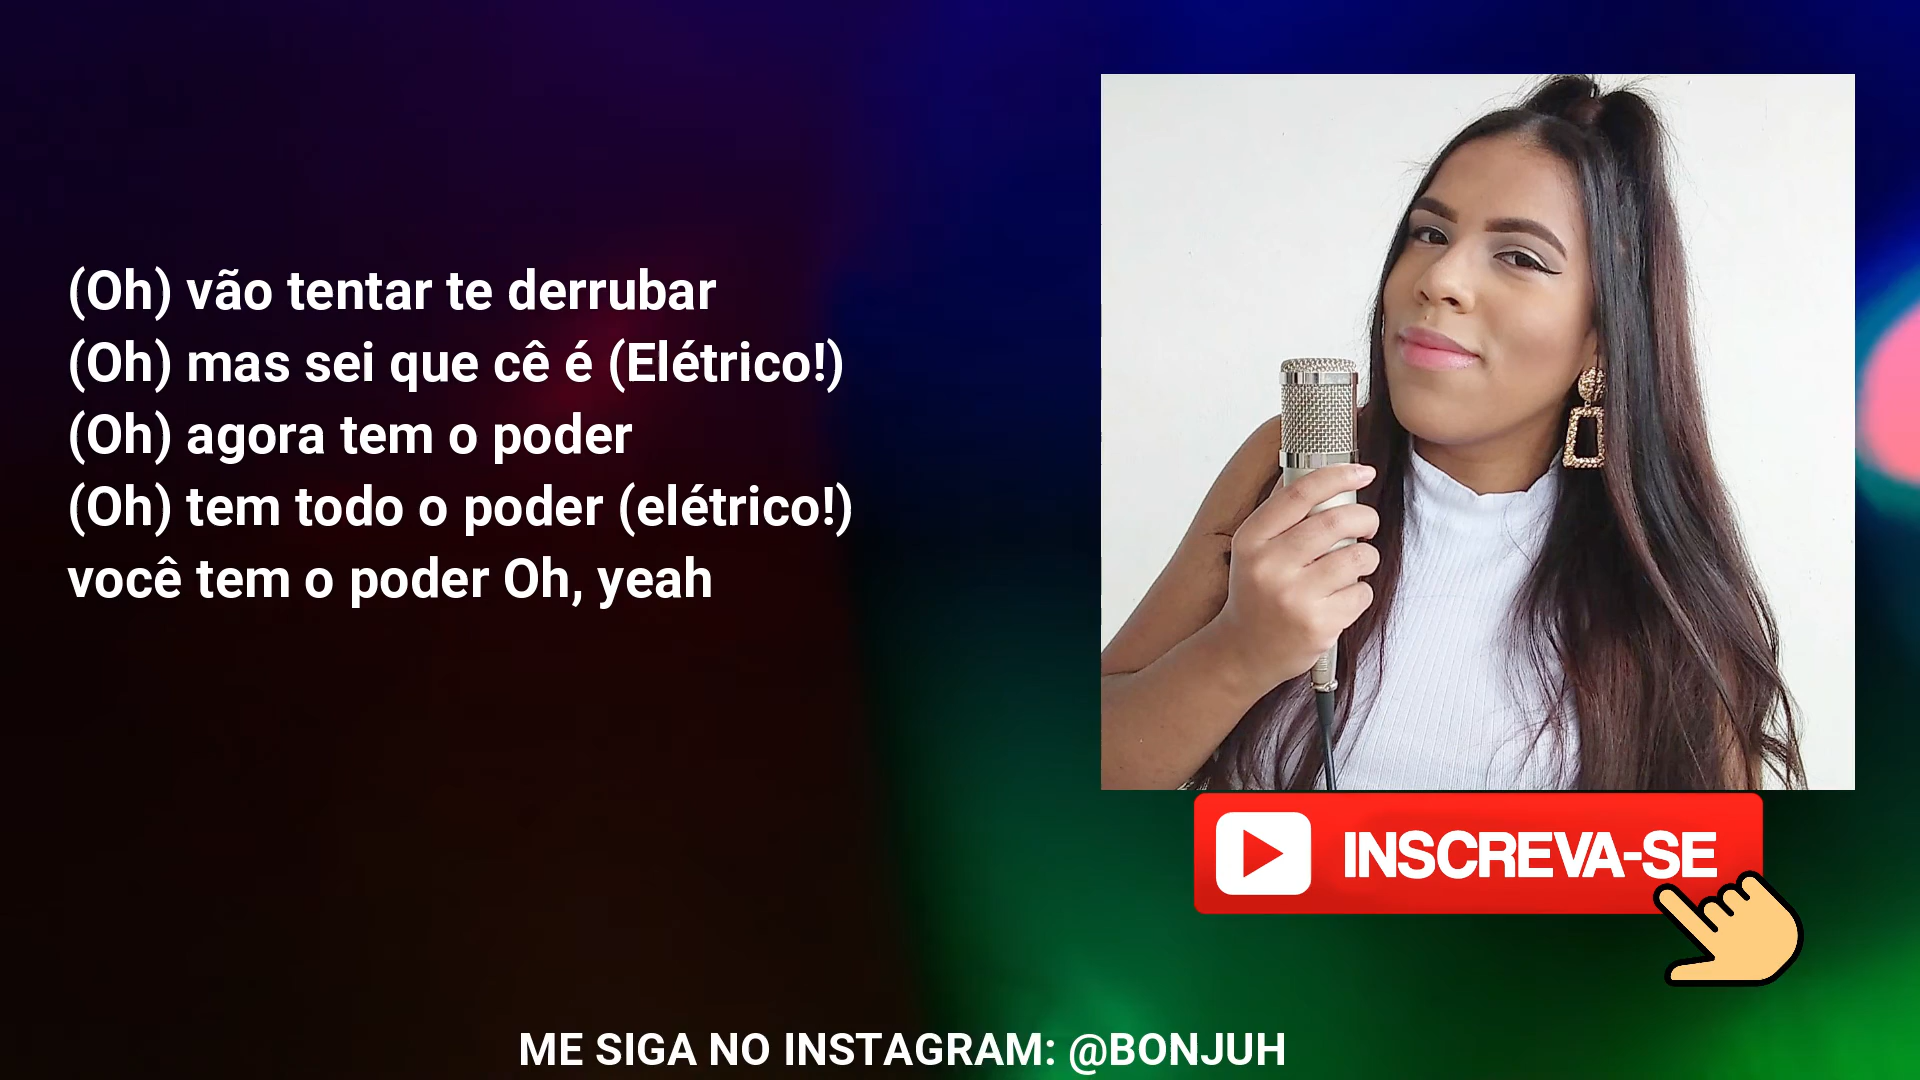 (Oh) vão tentar te derrubar
(Oh) mas sei que cê é (Elétrico!)
(Oh) agora tem o poder
(Oh) tem todo o poder (elétrico!)
você tem o poder Oh, yeah
INSCREVA-SE
ME SIGA NO INSTAGRAM: @BONJUH